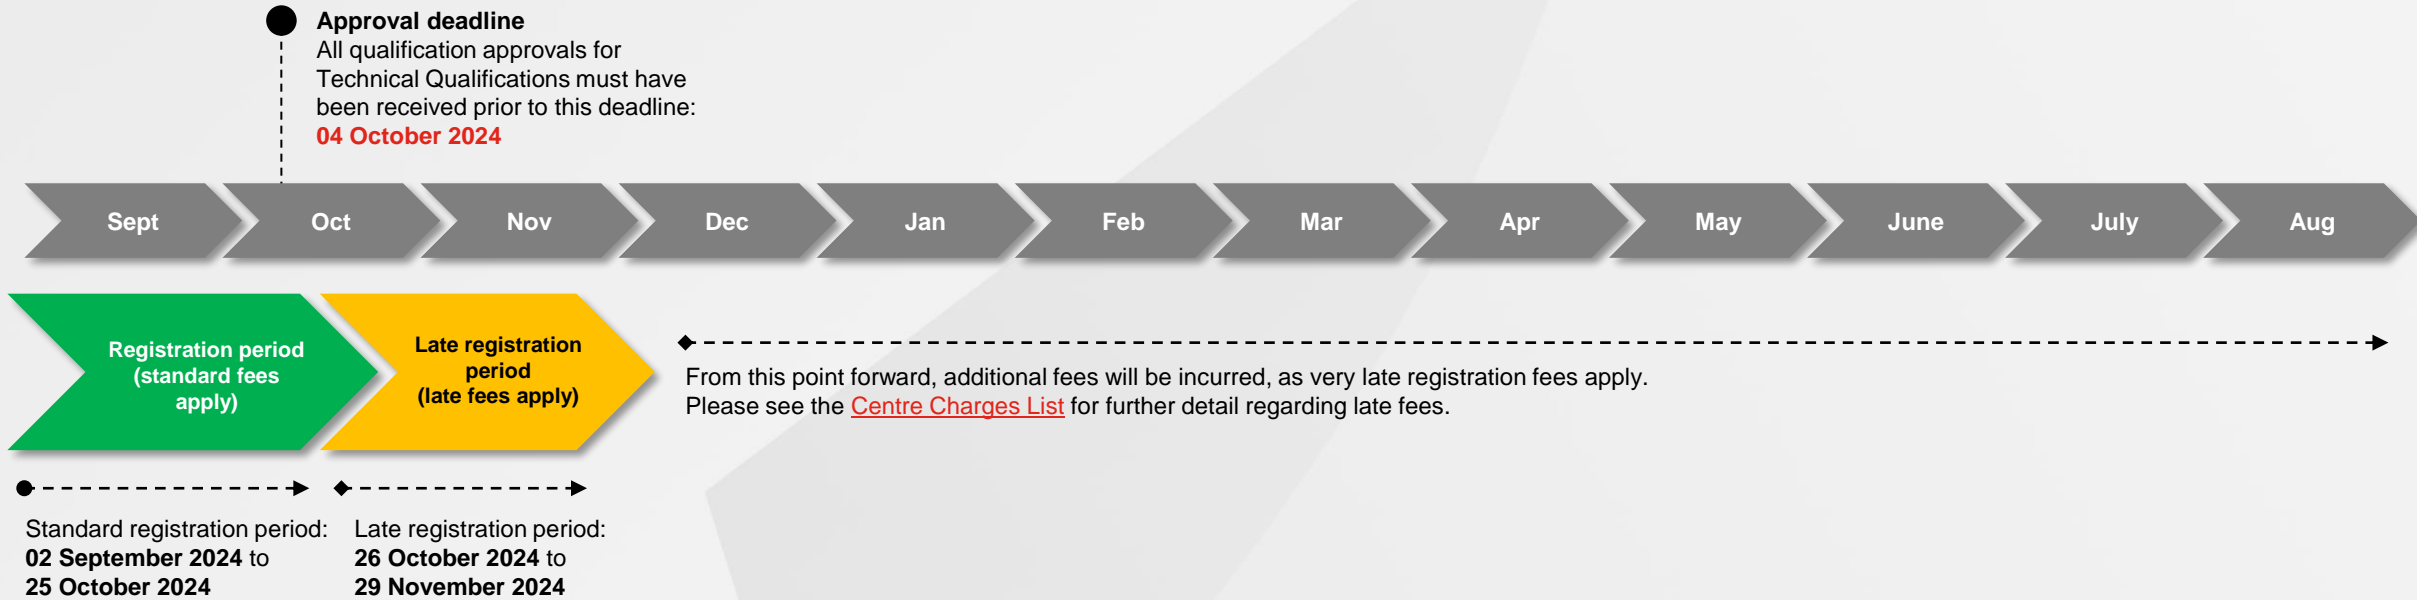 Approval deadline
All qualification approvals for
Technical Qualifications must have
been received prior to this deadline:
04 October 2024
Sept
Oct
Nov
Dec
Jan
Feb
Mar
Apr
May
June
July
Aug
Registration period
(standard fees
apply)
Late registration
period
(late fees apply)
From this point forward, additional fees will be incurred, as very late registration fees apply.
Please see the Centre Charges List for further detail regarding late fees.
Standard registration period:
02 September 2024 to
25 October 2024
Late registration period:
26 October 2024 to
29 November 2024